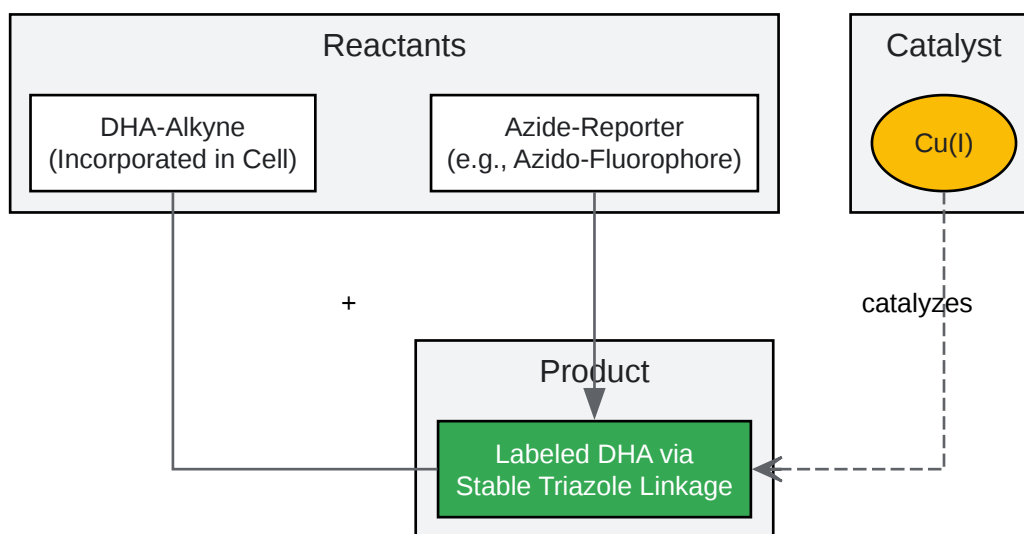 Reactants
Catalyst
DHA-Alkyne
(Incorporated in Cell)
Azide-Reporter
(e.g., Azido-Fluorophore)
Cu(I)
+
catalyzes
Product
Labeled DHA via
Stable Triazole Linkage